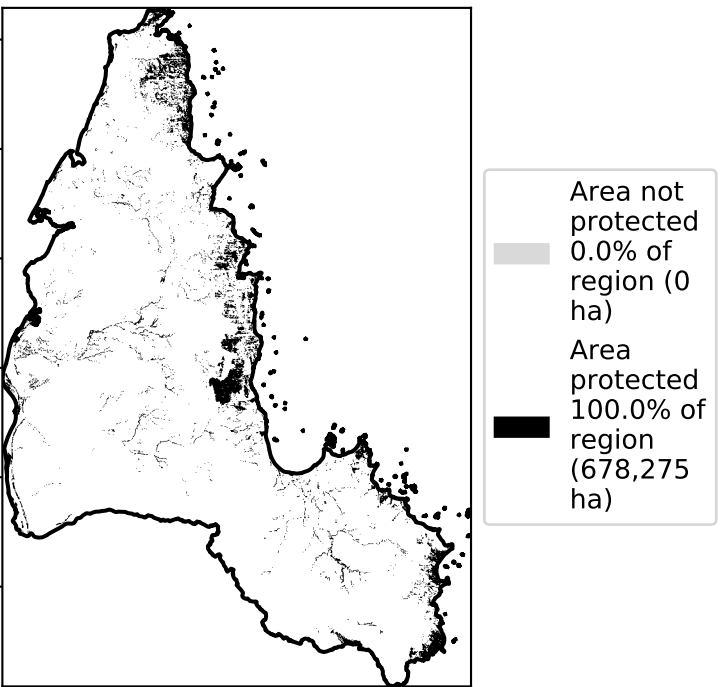 Area not
protected
0.0% of
region (0
ha)
Area
protected
100.0% of
region
(678,275
ha)